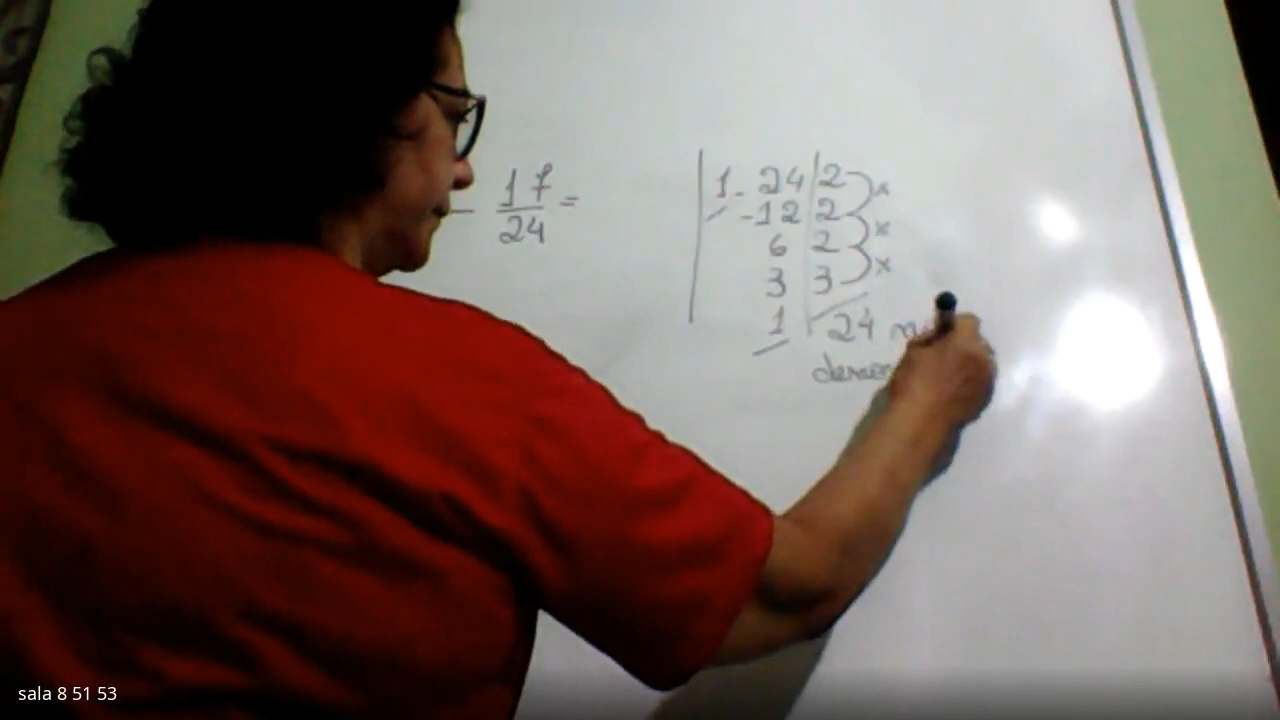 - 17/24 =
1 - 24 | 2 x
- 12 | 2 x
6 | 2 x
3 | 3
1 24
sala 8 51 53